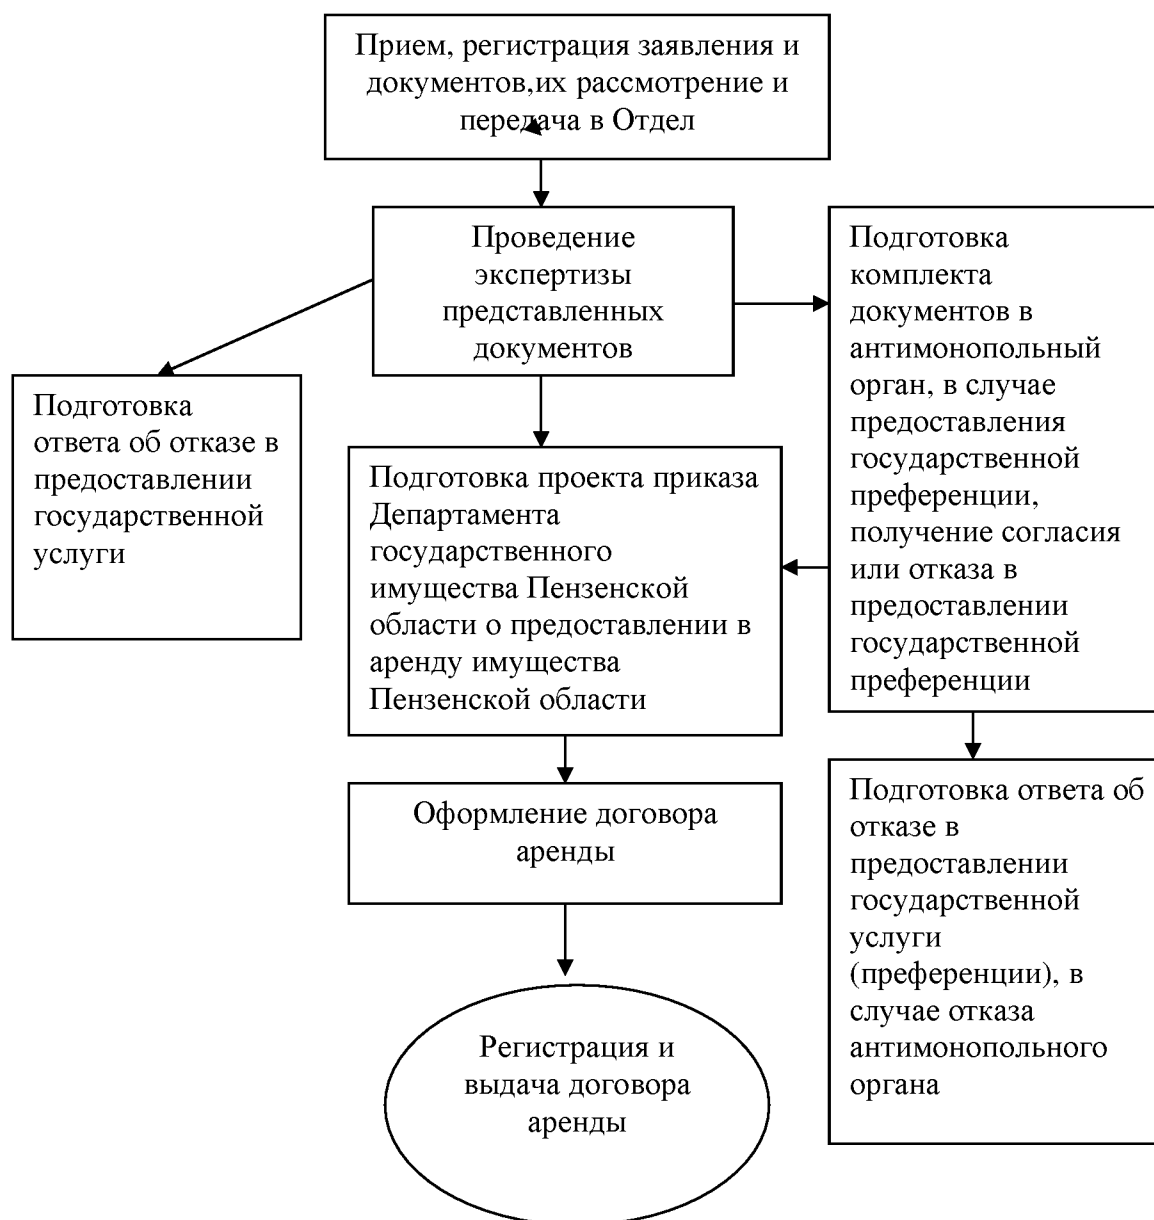 Прием, регистрация заявления и
документов,их рассмотрение и
передача в Отдел
Проведение
экспертизы
представленных
документов
Подготовка
комплекта
документов в
антимонопольный
орган, в случае
предоставления
государственной
преференции,
получение согласия
или отказа в
предоставлении
государственной
преференции
Подготовка
ответа об отказе в
предоставлении
государственной
услуги
Подготовка проекта приказа
Департамента
государственного
имущества Пензенской
области о предоставлении в
аренду имущества
Пензенской области
Оформление договора
аренды
Подготовка ответа об
отказе в
предоставлении
государственной
услуги
(преференции), в
случае отказа
антимонопольного
органа
Регистрация и
выдача договора
аренды